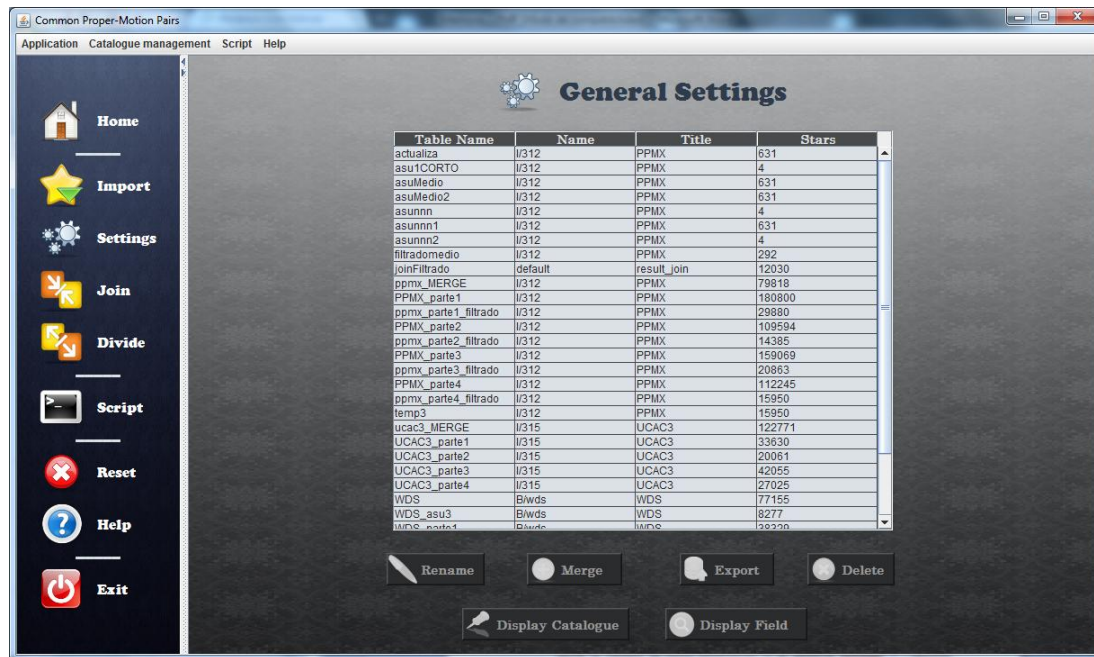 Common Proper-Motion Pairs
Application Catalogue management Script Help
Home
Import
Settings
Join
Divide
Script
Reset
Help
Exit
General Settings
Table Name Name Title Stars
actualiza I/312 PPMX 631
asu1CORTO I/312 PPMX 4
asuMedio I/312 PPMX 631
asuMedio2 I/312 PPMX 631
asunnn I/312 PPMX 4
asunnn1 I/312 PPMX 631
asunnn2 I/312 PPMX 4
filtradomedio I/312 PPMX 292
joinFiltrado default result_join 12030
ppmx_MERGE I/312 PPMX 79818
PPMX_parte1 I/312 PPMX 180800
ppmx_parte1_filtrado I/312 PPMX 29880
PPMX_parte2 I/312 PPMX 109594
ppmx_parte2_filtrado I/312 PPMX 14385
PPMX_parte3 I/312 PPMX 159069
ppmx_parte3_filtrado I/312 PPMX 20863
PPMX_parte4 I/312 PPMX 112245
ppmx_parte4_filtrado I/312 PPMX 15950
temp3 I/312 PPMX 15950
ucac3_MERGE I/315 UCAC3 122771
UCAC3_parte1 I/315 UCAC3 33630
UCAC3_parte2 I/315 UCAC3 20061
UCAC3_parte3 I/315 UCAC3 42055
UCAC3_parte4 I/315 UCAC3 27025
WDS B/wds WDS 77155
WDS_asu3 B/wds WDS 8277
WDS_parte1 B/wds WDS 38329
Rename Merge Export Delete
Display Catalogue Display Field